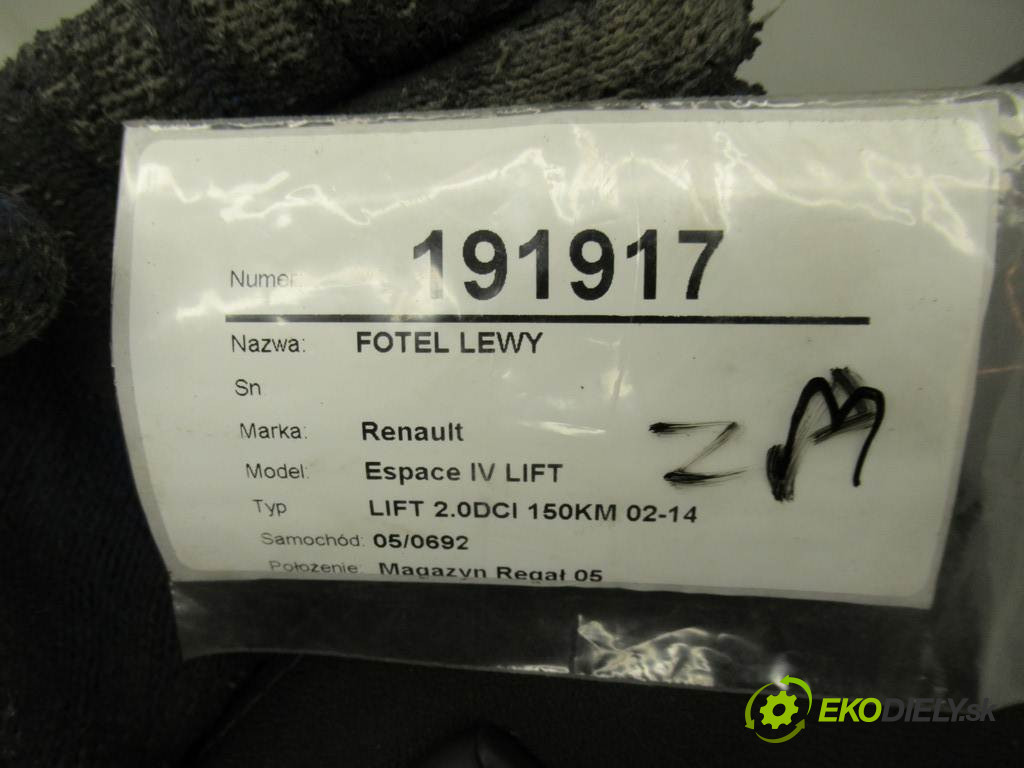 Numer: 191917
Nazwa: FOTEL LEWY
Sn
Marka: Renault
Model: Espace IV LIFT
Typ LIFT 2.0DCI 150KM 02-14
Samochód: 05/0692
Położenie: Magazyn Regał 05
ZM
EKODIELY.sk